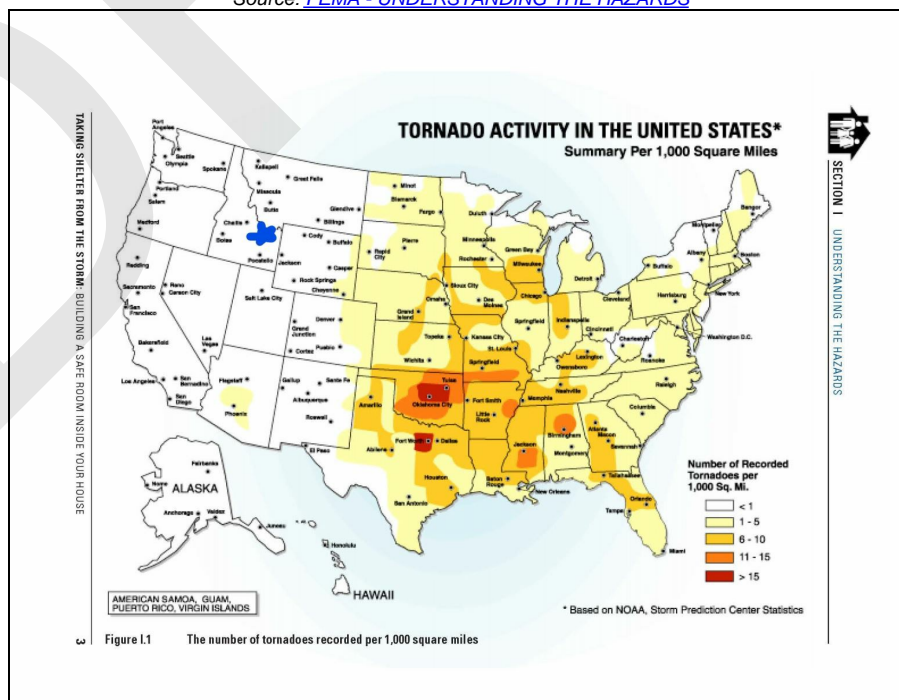 Source: FEMA - UNDERSTANDING THE HAZARDS
TAKING SHELTER FROM THE STORM: BUILDING A SAFE ROOM INSIDE YOUR HOUSE
3
SECTION I UNDERSTANDING THE HAZARDS
TORNADO ACTIVITY IN THE UNITED STATES*
Summary Per 1,000 Square Miles
Port Angeles
Seattle
Olympia
Spokane
Portland
Salem
Medford
Kalispell
Great Falls
Missoula
Butte
Glendive
Billings
Challis
Boise
Pocatello
Cody
Buffalo
Jackson
Casper
Rock Springs
Cheyenne
Redding
Sacramento
Reno
Carson City
San Francisco
Salt Lake City
Bakersfield
Las Vegas
Los Angeles
San Bernadino
San Diego
Denver
Grand Junction
Pueblo
Cortez
Flagstaff
Phoenix
Gallup
Santa Fe
Albuquerque
Roswell
El Paso
Minot
Bismarck
Fargo
Pierre
Rapid City
Duluth
Minneapolis
Rochester
Green Bay
Milwaukee
Sioux City
Omaha
Des Moines
Grand Island
Chicago
Topeka
Kansas City
Springfield
St. Louis
Wichita
Springfield
Indianapolis
Cincinnati
Detroit
Cleveland
Buffalo
Albany
Montpelier
Bangor
Boston
New York
Harrisburg
Washington D.C.
Charleston
Roanoke
Lexington
Owensboro
Nashville
Memphis
Raleigh
Columbia
Amarillo
Tulsa
Oklahoma City
Fort Smith
Little Rock
Fort Worth
Dallas
Abilene
Jackson
Birmingham
Atlanta
Macon
Savannah
Montgomery
Houston
San Antonio
Baton Rouge
New Orleans
Tallahassee
Orlando
Tampa
Miami
Fairbanks
Nome
ALASKA
Anchorage
Valdez
Juneau
Honolulu
HAWAII
AMERICAN SAMOA, GUAM,
PUERTO RICO, VIRGIN ISLANDS
Number of Recorded
Tornadoes per
1,000 Sq. Mi.
< 1
1 - 5
6 - 10
11 - 15
> 15
* Based on NOAA, Storm Prediction Center Statistics
Figure I.1 The number of tornadoes recorded per 1,000 square miles